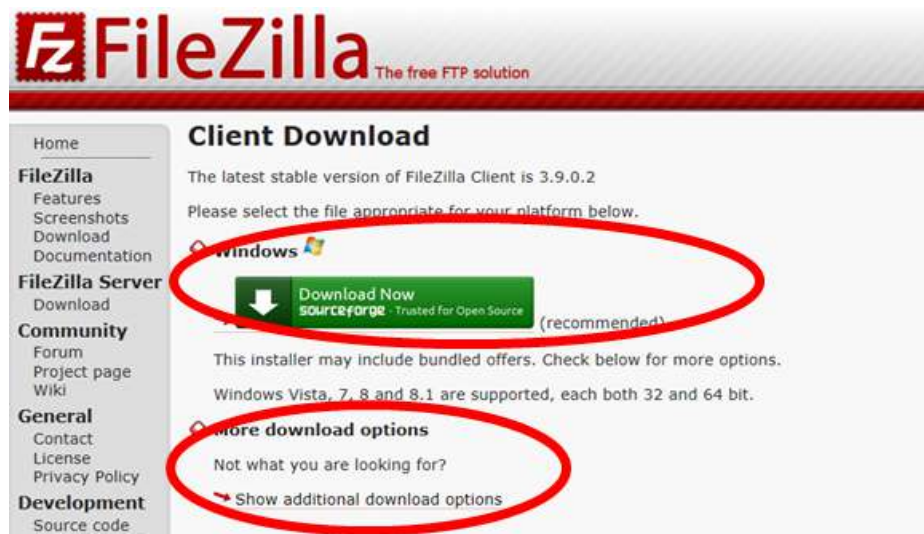 Fz FileZilla The free FTP solution
Home
FileZilla
Features
Screenshots
Download
Documentation
FileZilla Server
Download
Community
Forum
Project page
Wiki
General
Contact
License
Privacy Policy
Development
Source code
Client Download
The latest stable version of FileZilla Client is 3.9.0.2
Please select the file appropriate for your platform below.
Windows
Download Now
sourceforge - Trusted for Open Source
(recommended)
This installer may include bundled offers. Check below for more options.
Windows Vista, 7, 8 and 8.1 are supported, each both 32 and 64 bit.
More download options
Not what you are looking for?
Show additional download options